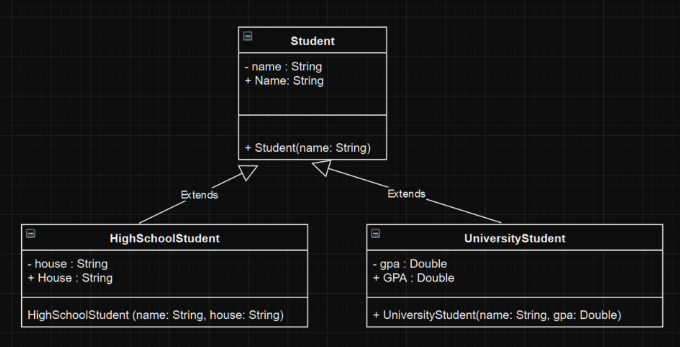 Student
- name : String
+ Name: String
+ Student(name: String)
Extends
Extends
HighSchoolStudent
- house : String
+ House : String
HighSchoolStudent (name: String, house: String)
UniversityStudent
- gpa : Double
+ GPA : Double
+ UniversityStudent(name: String, gpa: Double)